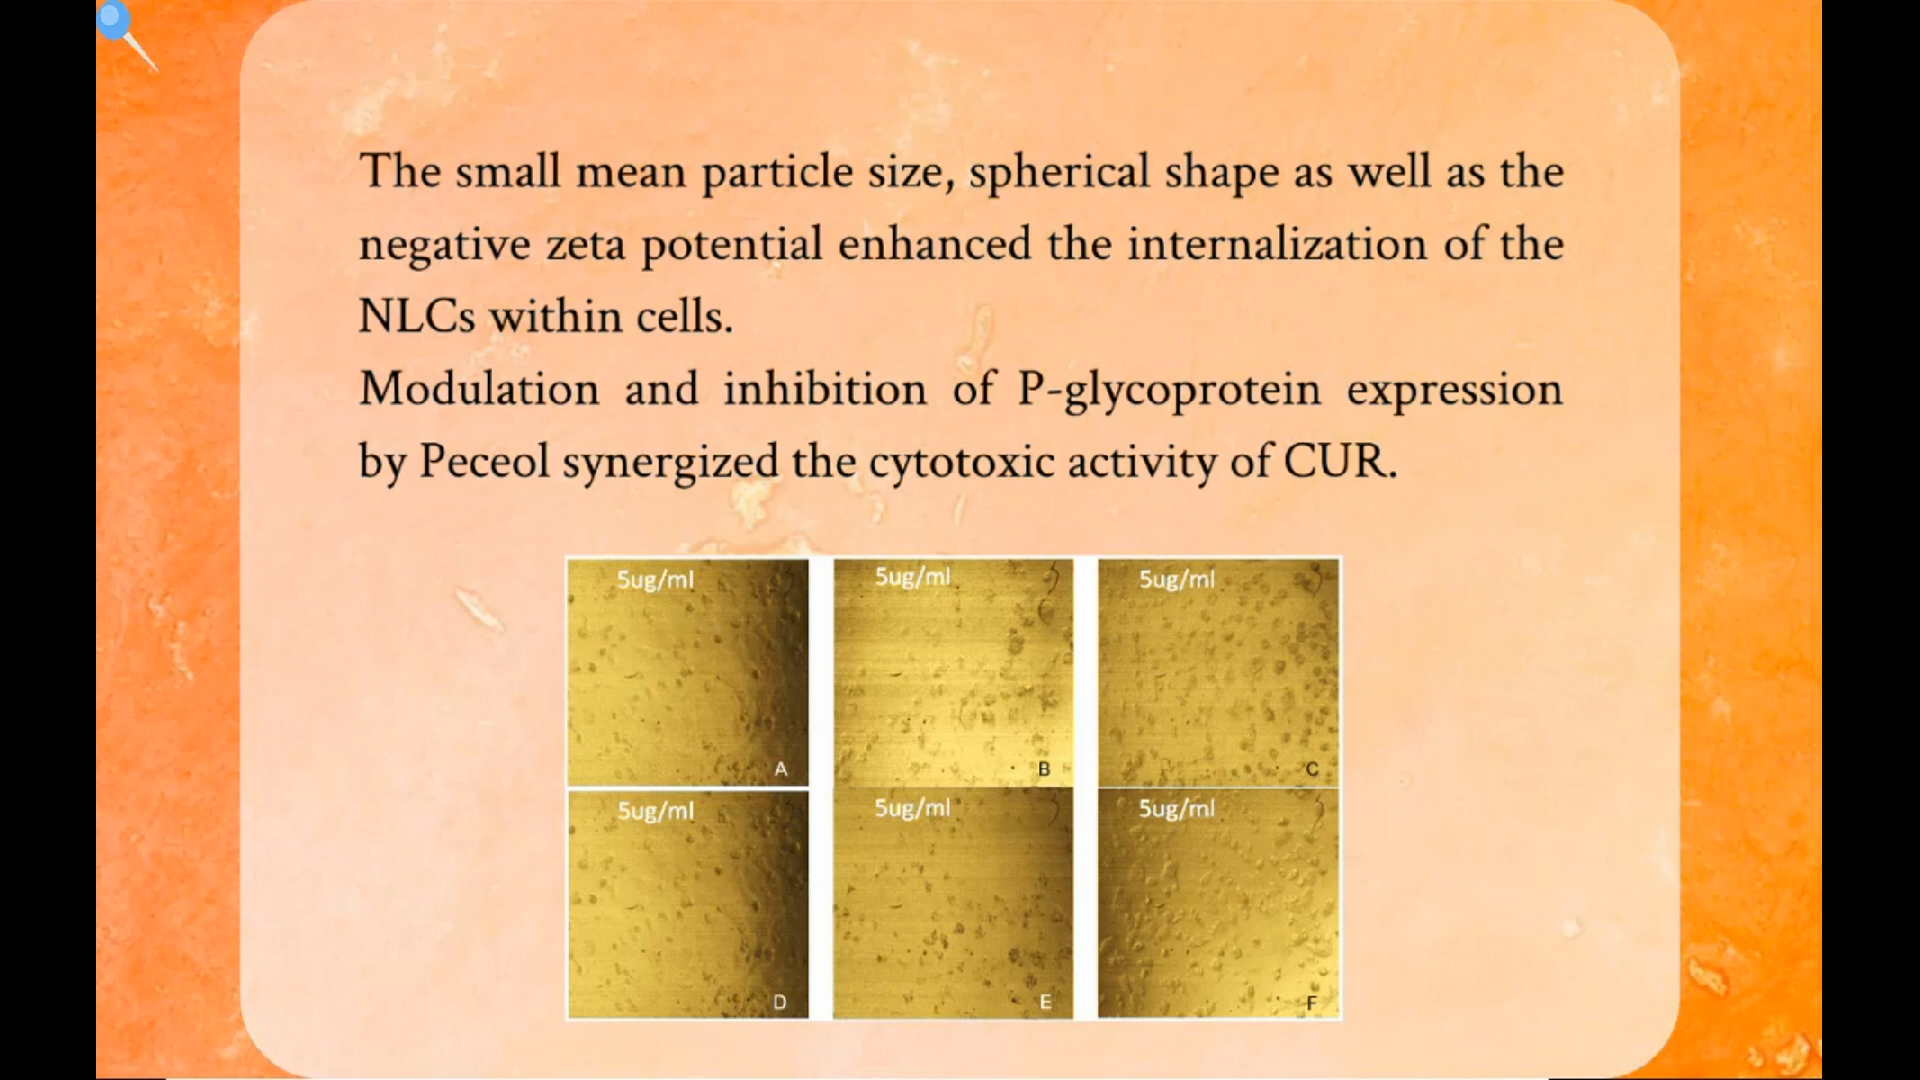 The small mean particle size, spherical shape as well as the
negative zeta potential enhanced the internalization of the
NLCs within cells.
Modulation and inhibition of P-glycoprotein expression
by Peceol synergized the cytotoxic activity of CUR.
5ug/ml 5ug/ml 5ug/ml
A B C
5ug/ml 5ug/ml 5ug/ml
D E F